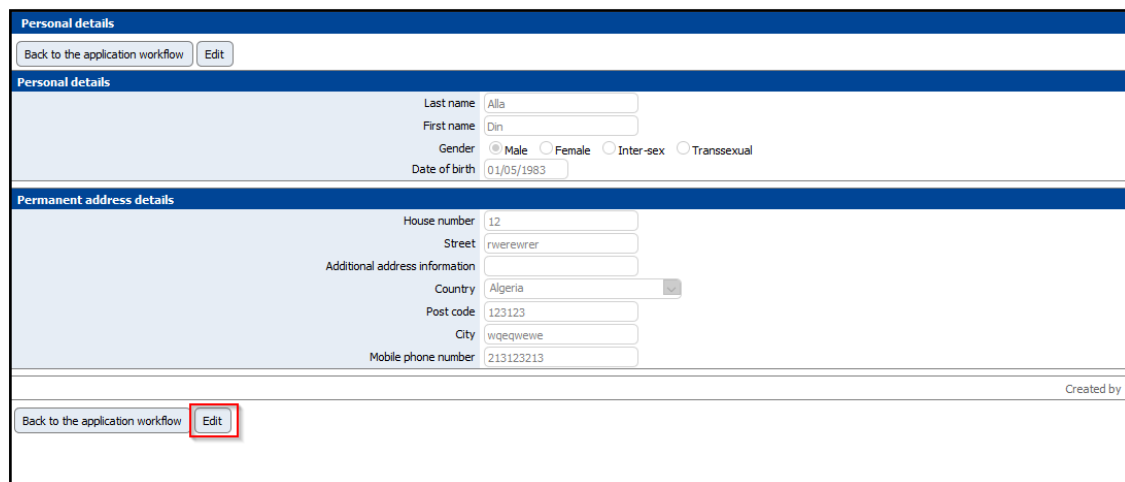 Personal details
Back to the application workflow Edit
Personal details
Last name Alla
First name Din
Gender Male Female Inter-sex Transsexual
Date of birth 01/05/1983
Permanent address details
House number 12
Street rwerewrer
Additional address information
Country Algeria
Post code 123123
City wqeqwewe
Mobile phone number 213123213
Created by
Back to the application workflow Edit